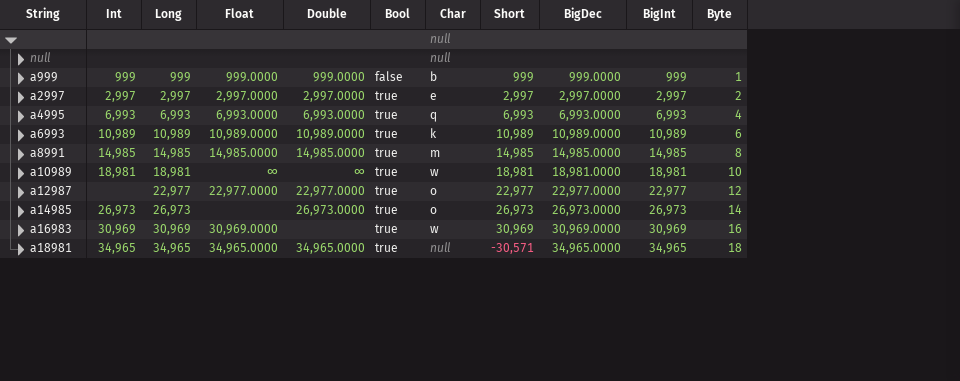 String Int Long Float Double Bool Char Short BigDec BigInt Byte
null
null null
a999 999 999 999.0000 999.0000 false b 999 999.0000 999 1
a2997 2,997 2,997 2,997.0000 2,997.0000 true e 2,997 2,997.0000 2,997 2
a4995 6,993 6,993 6,993.0000 6,993.0000 true q 6,993 6,993.0000 6,993 4
a6993 10,989 10,989 10,989.0000 10,989.0000 true k 10,989 10,989.0000 10,989 6
a8991 14,985 14,985 14,985.0000 14,985.0000 true m 14,985 14,985.0000 14,985 8
a10989 18,981 18,981 ∞ ∞ true w 18,981 18,981.0000 18,981 10
a12987 22,977 22,977.0000 22,977.0000 true o 22,977 22,977.0000 22,977 12
a14985 26,973 26,973 26,973.0000 true o 26,973 26,973.0000 26,973 14
a16983 30,969 30,969 30,969.0000 true w 30,969 30,969.0000 30,969 16
a18981 34,965 34,965 34,965.0000 34,965.0000 true null -30,571 34,965.0000 34,965 18